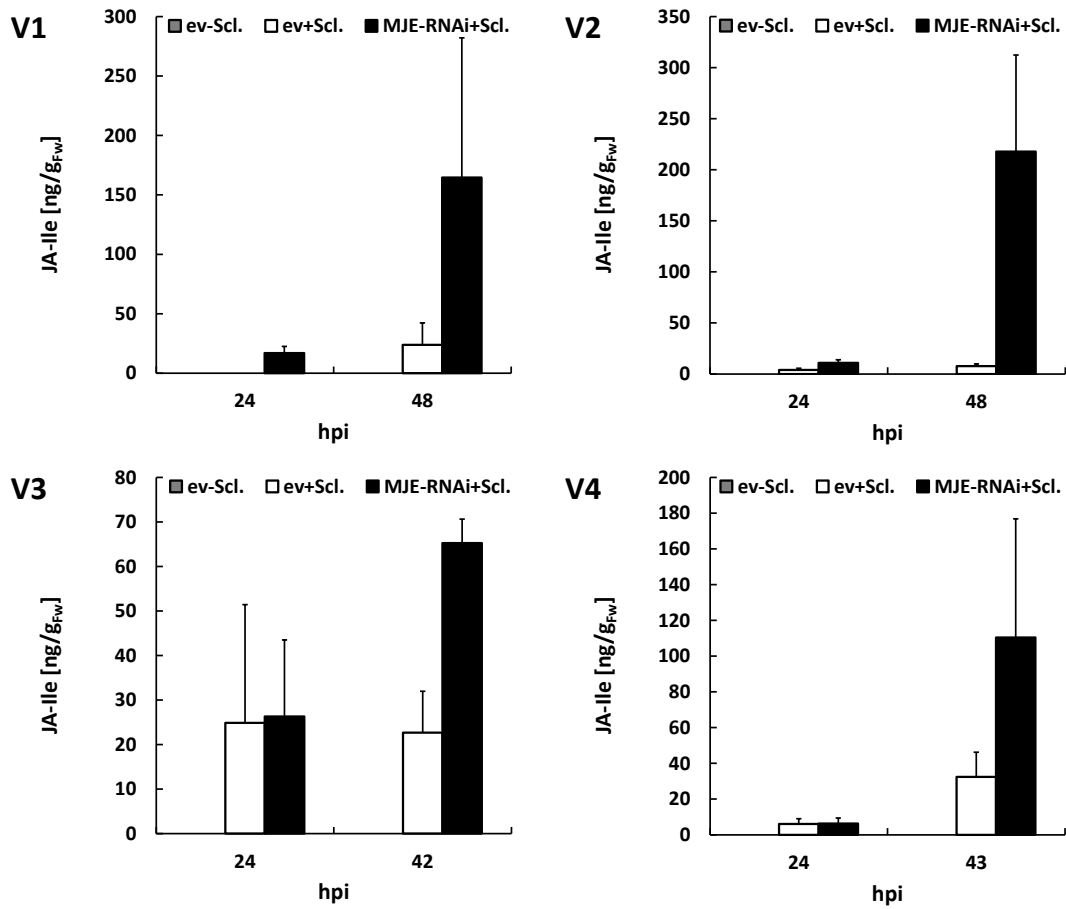 V1
ev-Scl. ev+Scl. MJE-RNAi+Scl.
JA-Ile [ng/gFw]
300
250
200
150
100
50
0
24 48
hpi
V2
ev-Scl. ev+Scl. MJE-RNAi+Scl.
JA-Ile [ng/gFw]
350
300
250
200
150
100
50
0
24 48
hpi
V3
ev-Scl. ev+Scl. MJE-RNAi+Scl.
JA-Ile [ng/gFw]
80
70
60
50
40
30
20
10
0
24 42
hpi
V4
ev-Scl. ev+Scl. MJE-RNAi+Scl.
JA-Ile [ng/gFw]
200
180
160
140
120
100
80
60
40
20
0
24 43
hpi